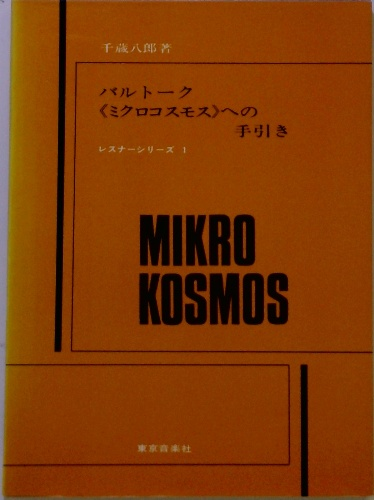 千蔵八郎著
バルトーク
《ミクロコスモス》への
手引き
レスナーシリーズ 1
MIKRO
KOSMOS
東京音楽社